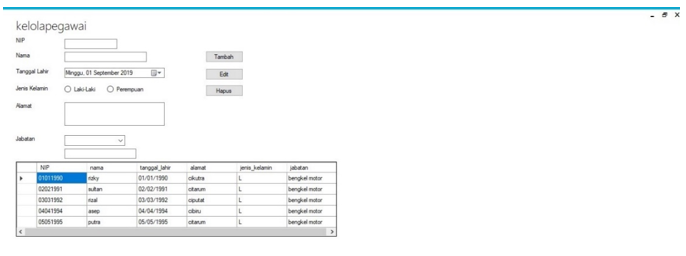 kelolapegawai
NIP
Nama
Tambah
Tanggal Lahir
Minggu, 01 September 2019
Edit
Jenis Kelamin
Laki-Laki
Perempuan
Hapus
Alamat
Jabatan
NIP nama tanggal_lahir alamat jenis_kelamin jabatan
01011990 rizky 01/01/1990 cikutra L bengkel motor
02021991 sultan 02/02/1991 citarum L bengkel motor
03031992 rizal 03/03/1992 ciputat L bengkel motor
04041994 asep 04/04/1994 cibiru L bengkel motor
05051995 putra 05/05/1995 citarum L bengkel motor